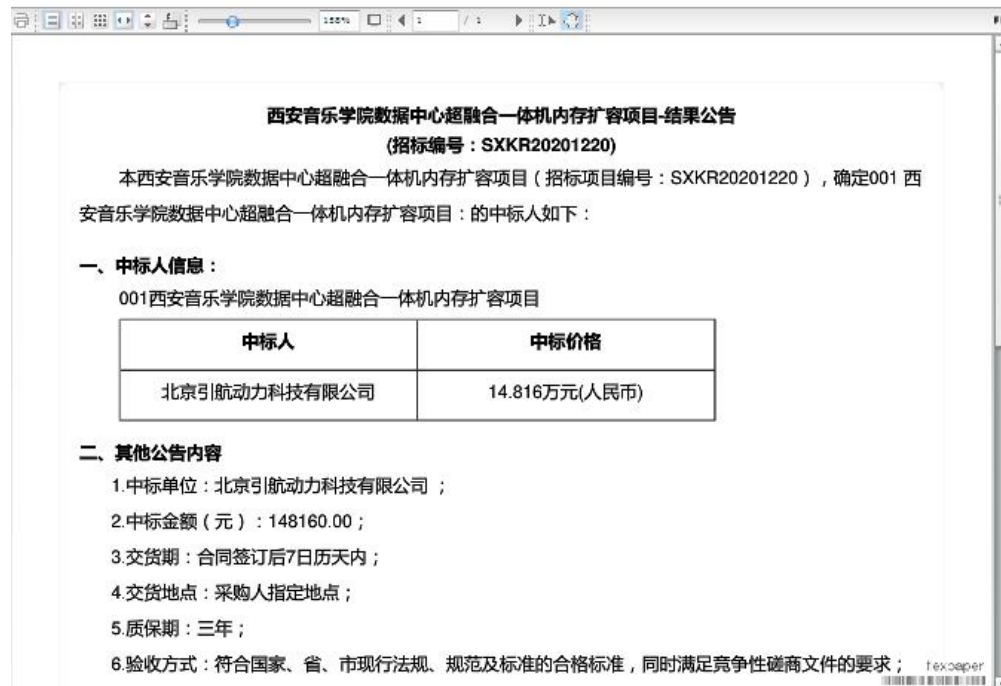 1 / 1
西安音乐学院数据中心超融合一体机内存扩容项目-结果公告
(招标编号：SXKR20201220)
本西安音乐学院数据中心超融合一体机内存扩容项目（招标项目编号：SXKR20201220），确定001 西
安音乐学院数据中心超融合一体机内存扩容项目：的中标人如下：
一、中标人信息：
001西安音乐学院数据中心超融合一体机内存扩容项目
中标人 中标价格
北京引航动力科技有限公司 14.816万元(人民币)
二、其他公告内容
1.中标单位：北京引航动力科技有限公司 ；
2.中标金额（元）：148160.00；
3.交货期：合同签订后7日历天内；
4.交货地点：采购人指定地点；
5.质保期：三年；
6.验收方式：符合国家、省、市现行法规、规范及标准的合格标准，同时满足竞争性磋商文件的要求；